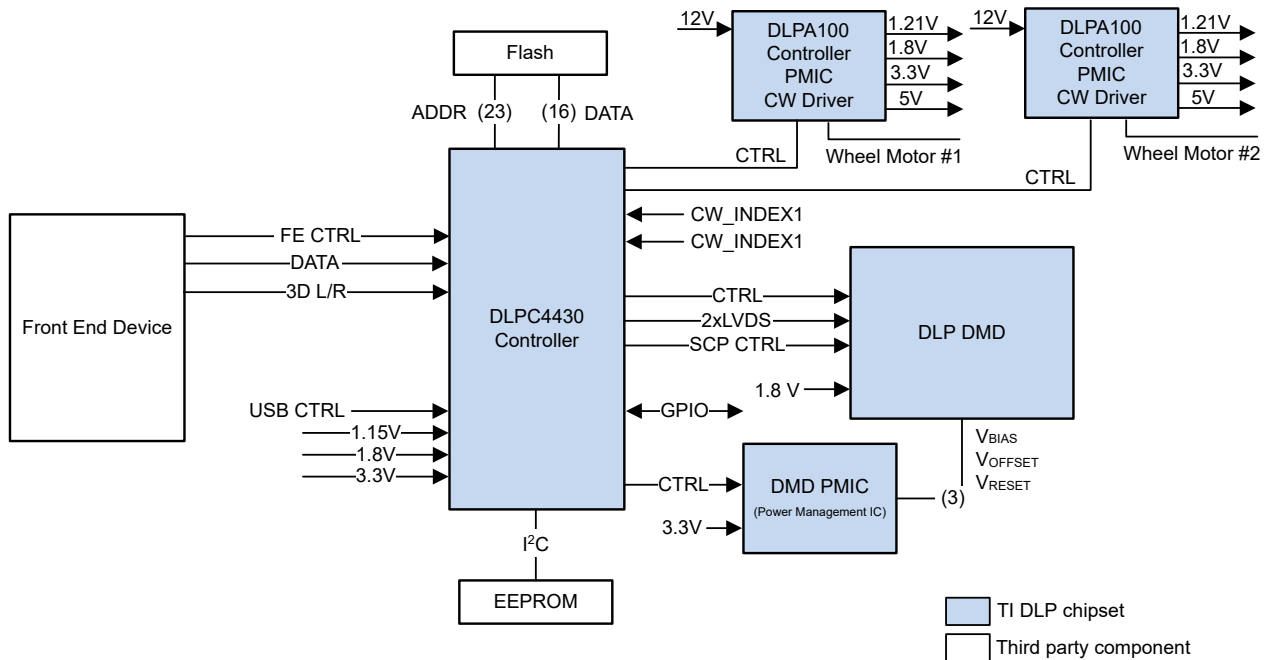 12V
DLPA100
Controller
PMIC
CW Driver
1.21V
1.8V
3.3V
5V
12V
DLPA100
Controller
PMIC
CW Driver
1.21V
1.8V
3.3V
5V
Flash
ADDR (23)
(16) DATA
CTRL
Wheel Motor #1
CTRL
Wheel Motor #2
Front End Device
FE CTRL
DATA
3D L/R
USB CTRL
1.15V
1.8V
3.3V
DLPC4430
Controller
CW_INDEX1
CW_INDEX1
CTRL
2xLVDS
SCP CTRL
1.8 V
DLP DMD
GPIO
CTRL
3.3V
DMD PMIC
(Power Management IC)
(3)
VBIAS
VOFFSET
VRESET
I²C
EEPROM
TI DLP chipset
Third party component